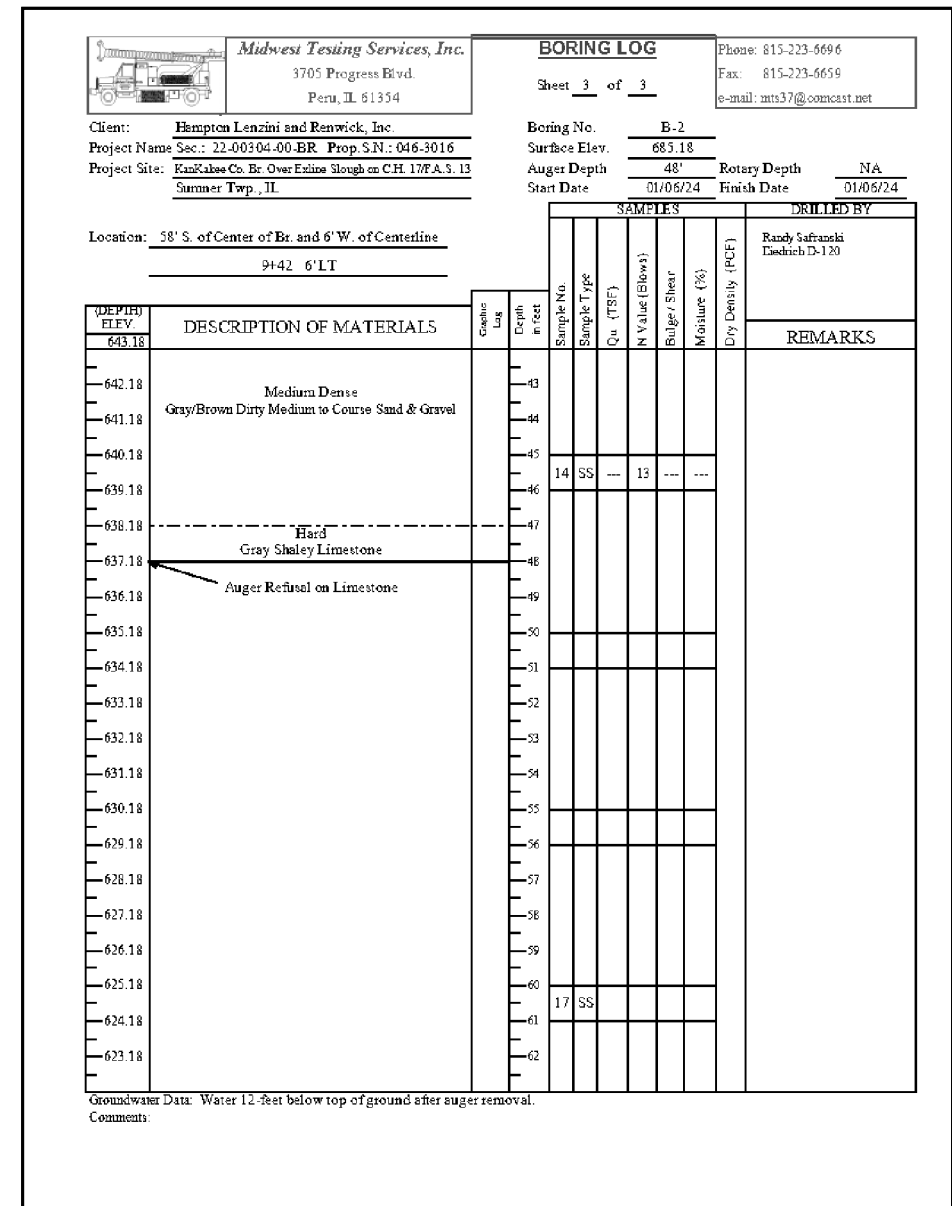 Midwest Testing Services, Inc.
3705 Progress Blvd.
Peru, IL 61354
BORING LOG
Sheet 3 of 3
Phone: 815-223-6696
Fax: 815-223-6659
e-mail: mts37@comcast.net
Client: Hampton Lenzini and Renwick, Inc.
Project Name Sec.: 22-00304-00-BR Prop.S.N.: 046-3016
Project Site: KanKakee Co. Br. Over Exline Slough on C.H. 17/F.A.S. 13
Sumner Twp., IL
Boring No. B-2
Surface Elev. 685.18
Auger Depth 48' Rotary Depth NA
Start Date 01/06/24 Finish Date 01/06/24
Location: 58' S. of Center of Br. and 6' W. of Centerline
9+42 6'LT
SAMPLES
DRILLED BY
Randy Safranski
Eiedrich D-120
(DEPTH)
ELEV.
643.18
DESCRIPTION OF MATERIALS
Graphic
Log
Depth
in feet
Sample No.
Sample Type
Qu (TSF)
N Value (Blows)
Bulge / Shear
Moisture (%)
Dry Density (PCF)
REMARKS
642.18 43
Medium Dense
Gray/Brown Dirty Medium to Course Sand & Gravel
641.18 44
640.18 45
14 SS --- 13 --- ---
639.18 46
638.18 47
Hard
Gray Shaley Limestone
637.18 48
Auger Refusal on Limestone
636.18 49
635.18 50
634.18 51
633.18 52
632.18 53
631.18 54
630.18 55
629.18 56
628.18 57
627.18 58
626.18 59
625.18 60
17 SS
624.18 61
623.18 62
Groundwater Data: Water 12-feet below top of ground after auger removal.
Comments: